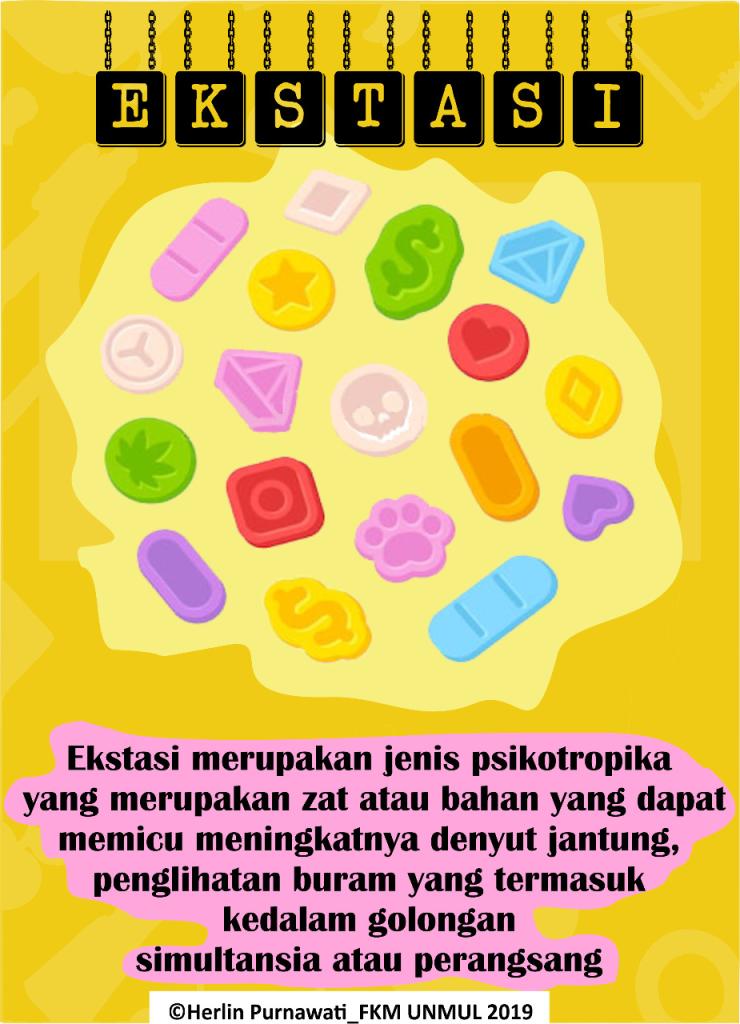 EKSTASI
Ekstasi merupakan jenis psikotropika
yang merupakan zat atau bahan yang dapat
memicu meningkatnya denyut jantung,
penglihatan buram yang termasuk
kedalam golongan
simultansia atau perangsang
©Herlin Purnawati_FKM UNMUL 2019